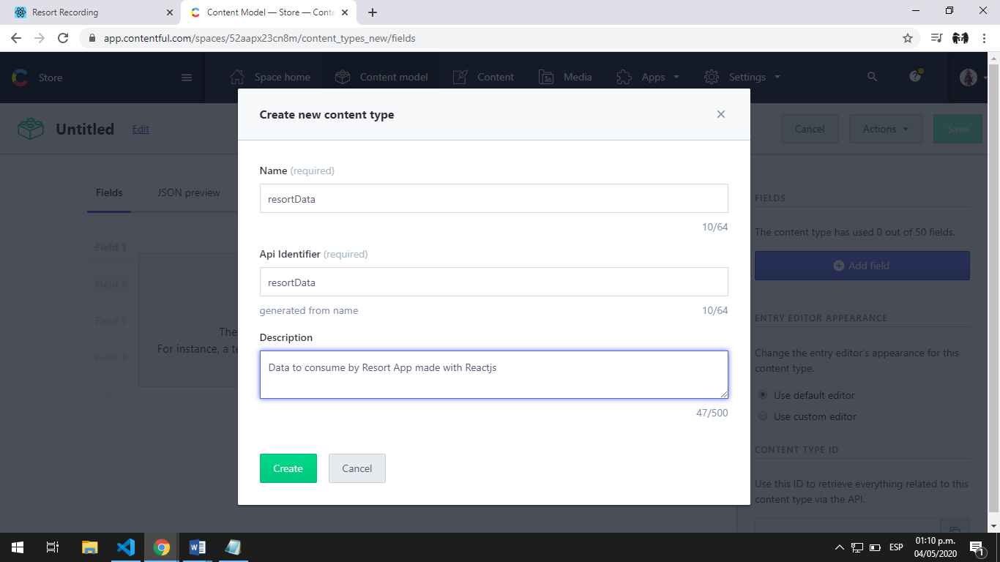 Resort Recording
Content Model — Store — Conte
app.contentful.com/spaces/52aapx23cn8m/content_types_new/fields
Store
Space home
Content model
Content
Media
Apps
Settings
Untitled
Edit
Cancel
Actions
Save
Create new content type
Name (required)
resortData
10/64
Api Identifier (required)
resortData
generated from name
10/64
Description
Data to consume by Resort App made with Reactjs
47/500
Create
Cancel
Fields
JSON preview
Field 1
Field 2
Field 3
Field 4
The
For instance, a te
FIELDS
The content type has used 0 out of 50 fields.
Add field
ENTRY EDITOR APPEARANCE
Change the entry editor's appearance for this
content type.
Use default editor
Use custom editor
CONTENT TYPE ID
Use this ID to retrieve everything related to this
content type via the API.
ESP
01:10 p.m.
04/05/2020
1